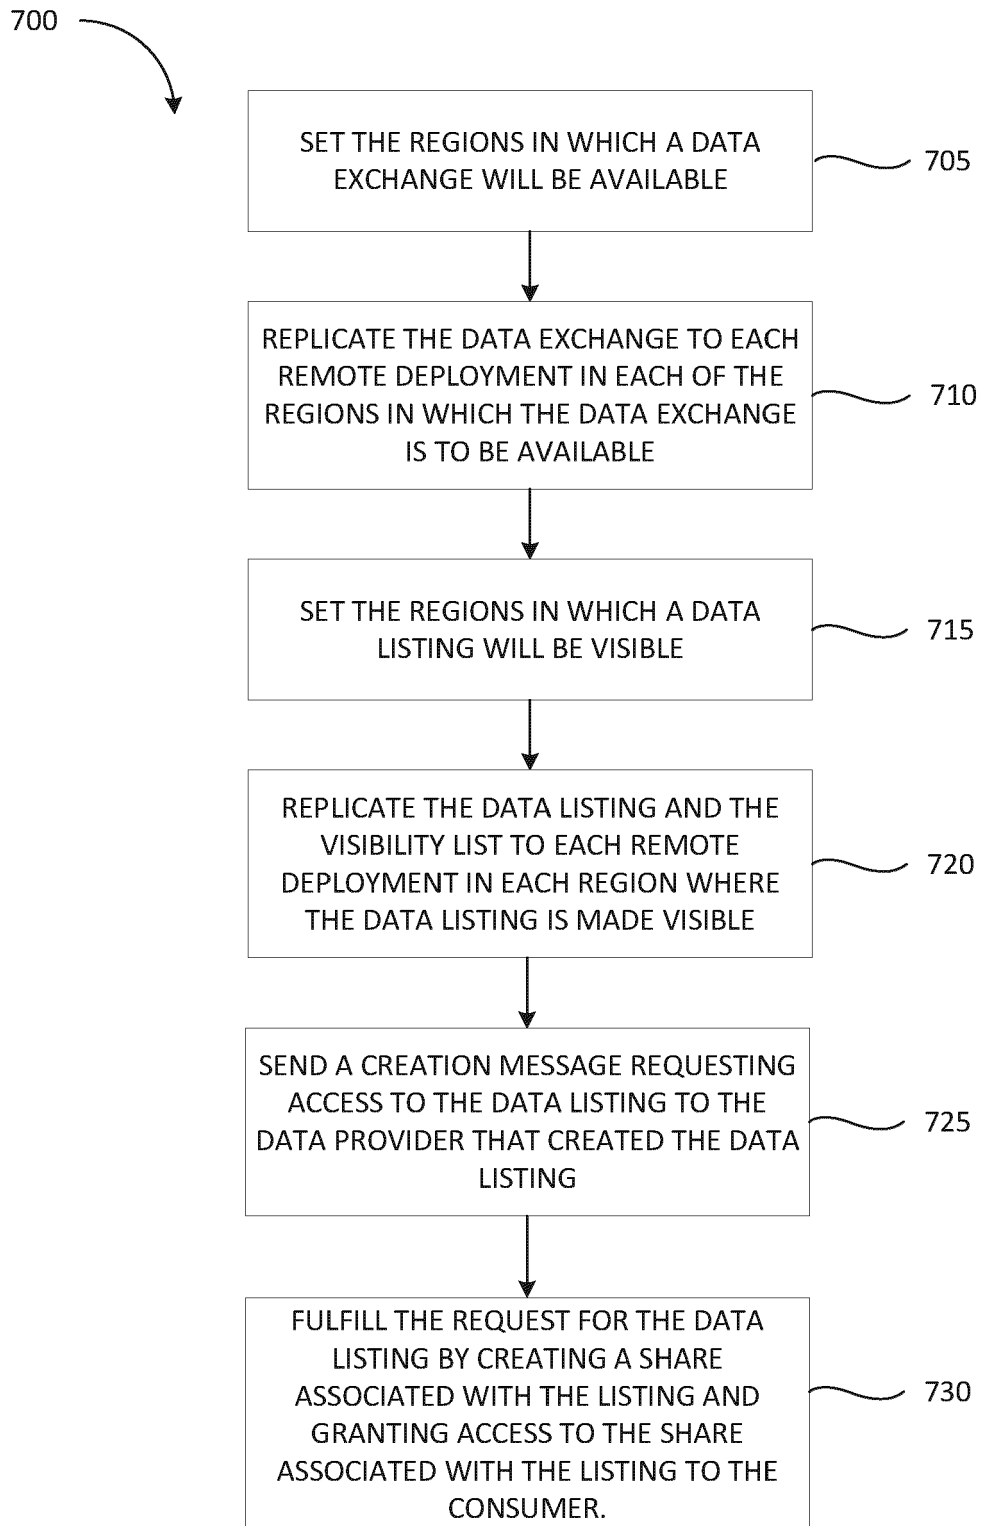 700
SET THE REGIONS IN WHICH A DATA
EXCHANGE WILL BE AVAILABLE
705
REPLICATE THE DATA EXCHANGE TO EACH
REMOTE DEPLOYMENT IN EACH OF THE
REGIONS IN WHICH THE DATA EXCHANGE
IS TO BE AVAILABLE
710
SET THE REGIONS IN WHICH A DATA
LISTING WILL BE VISIBLE
715
REPLICATE THE DATA LISTING AND THE
VISIBILITY LIST TO EACH REMOTE
DEPLOYMENT IN EACH REGION WHERE
THE DATA LISTING IS MADE VISIBLE
720
SEND A CREATION MESSAGE REQUESTING
ACCESS TO THE DATA LISTING TO THE
DATA PROVIDER THAT CREATED THE DATA
LISTING
725
FULFILL THE REQUEST FOR THE DATA
LISTING BY CREATING A SHARE
ASSOCIATED WITH THE LISTING AND
GRANTING ACCESS TO THE SHARE
ASSOCIATED WITH THE LISTING TO THE
CONSUMER.
730